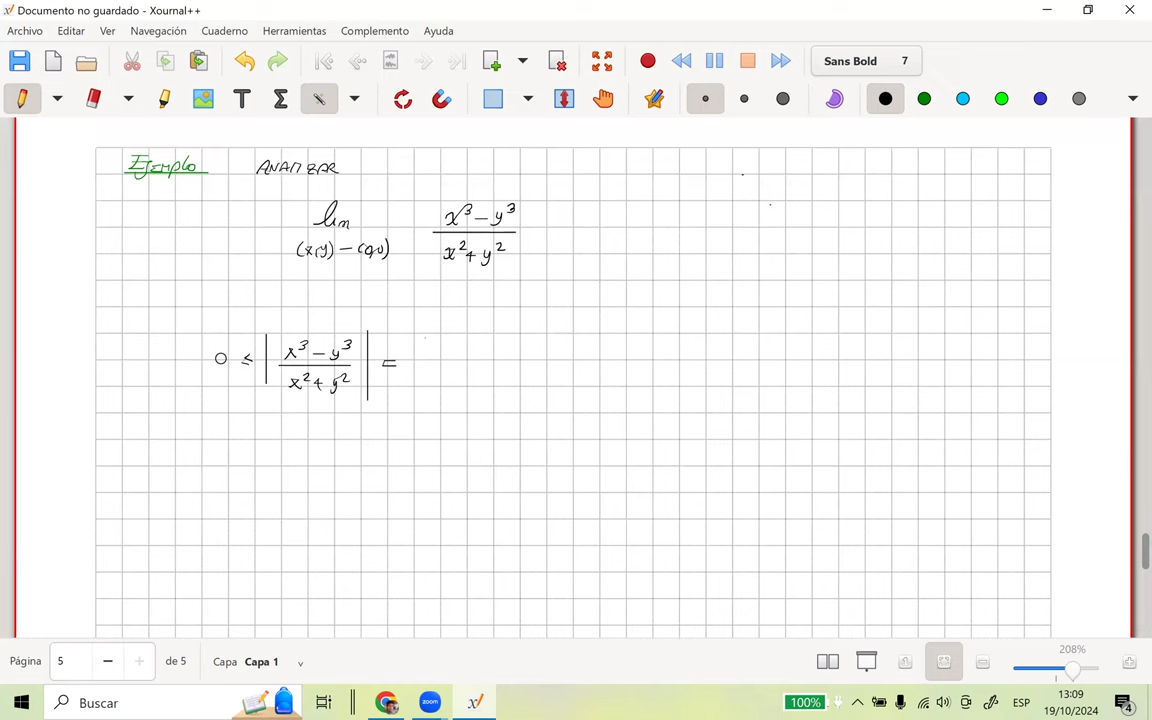 Documento no guardado - Xournal++
Archivo Editar Ver Navegación Cuaderno Herramientas Complemento Ayuda
Sans Bold 7
Ejemplo ANALIZAR
lim x³ - y³
(x,y) → (0,0) x² + y²
0 ≤ | x³ - y³ / x² + y² | =
Página 5 de 5 Capa Capa 1 208%
Buscar zoom 100% ESP 13:09
19/10/2024
4